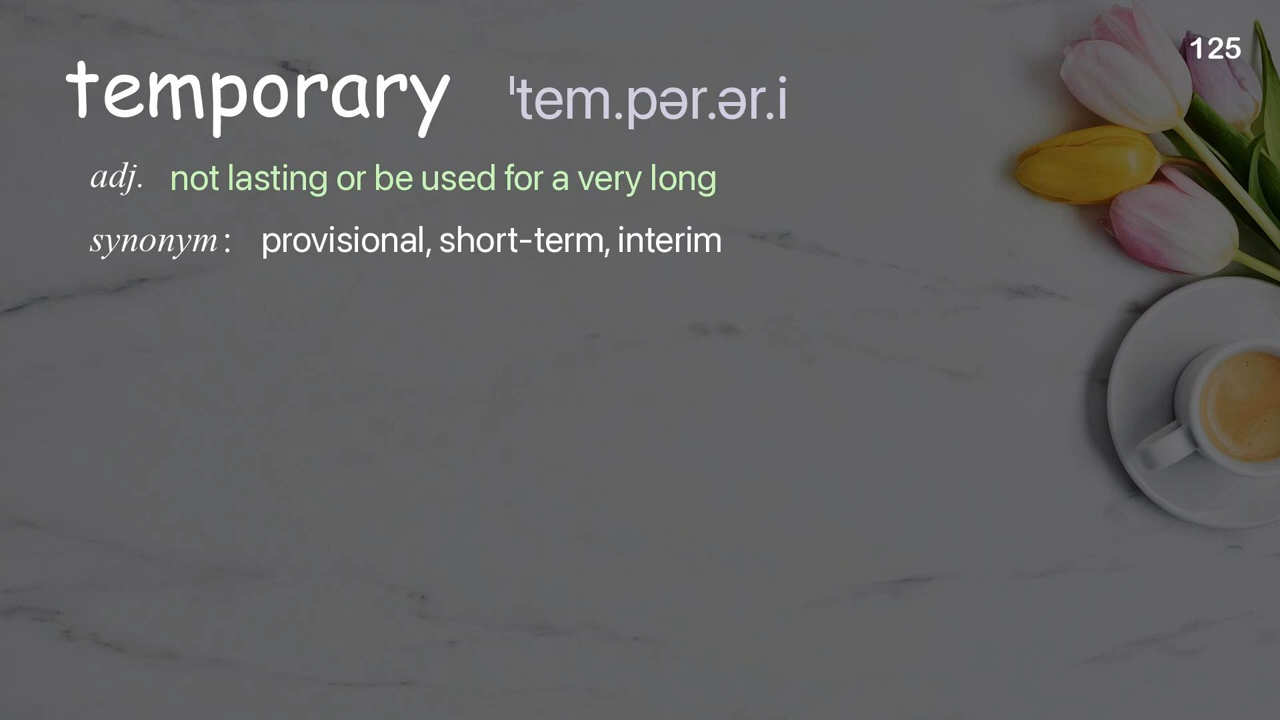 125
temporary ˈtem.pər.ər.i
adj. not lasting or be used for a very long
synonym: provisional, short-term, interim